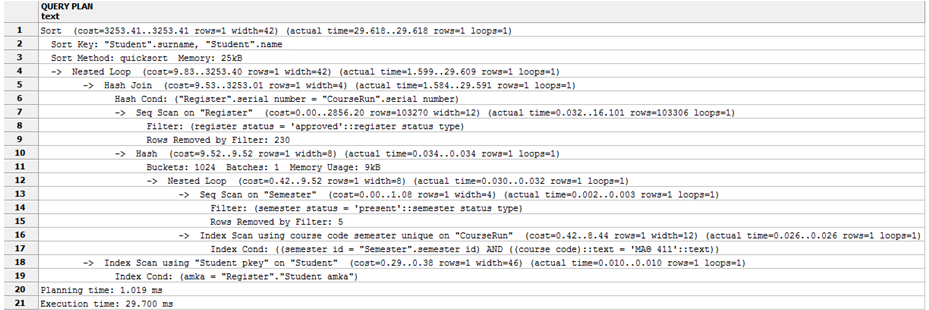 QUERY PLAN
text
1 Sort (cost=3253.41..3253.41 rows=1 width=42) (actual time=29.618..29.618 rows=1 loops=1)
2 Sort Key: "Student".surname, "Student".name
3 Sort Method: quicksort Memory: 25kB
4 -> Nested Loop (cost=9.83..3253.40 rows=1 width=42) (actual time=1.599..29.609 rows=1 loops=1)
5 -> Hash Join (cost=9.53..3253.01 rows=1 width=4) (actual time=1.584..29.591 rows=1 loops=1)
6 Hash Cond: ("Register".serial number = "CourseRun".serial number)
7 -> Seq Scan on "Register" (cost=0.00..2856.20 rows=103270 width=12) (actual time=0.032..16.101 rows=103306 loops=1)
8 Filter: (register status = 'approved'::register status type)
9 Rows Removed by Filter: 230
10 -> Hash (cost=9.52..9.52 rows=1 width=8) (actual time=0.034..0.034 rows=1 loops=1)
11 Buckets: 1024 Batches: 1 Memory Usage: 9kB
12 -> Nested Loop (cost=0.42..9.52 rows=1 width=8) (actual time=0.030..0.032 rows=1 loops=1)
13 -> Seq Scan on "Semester" (cost=0.00..1.08 rows=1 width=4) (actual time=0.002..0.003 rows=1 loops=1)
14 Filter: (semester status = 'present'::semester status type)
15 Rows Removed by Filter: 5
16 -> Index Scan using course code semester unique on "CourseRun" (cost=0.42..8.44 rows=1 width=12) (actual time=0.026..0.026 rows=1 loops=1)
17 Index Cond: ((semester id = "Semester".semester id) AND ((course code)::text = 'ΜΑΘ 411'::text))
18 -> Index Scan using "Student pkey" on "Student" (cost=0.29..0.38 rows=1 width=46) (actual time=0.010..0.010 rows=1 loops=1)
19 Index Cond: (amka = "Register"."Student amka")
20 Planning time: 1.019 ms
21 Execution time: 29.700 ms